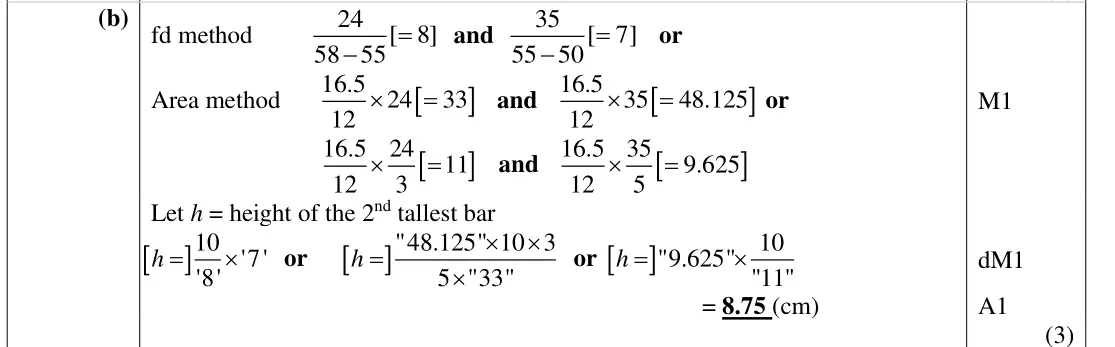 (b) fd method 24/(58−55) [= 8] and 35/(55−50) [= 7] or
Area method 16.5/12 × 24 [= 33] and 16.5/12 × 35 [= 48.125] or M1
16.5/12 × 24/3 [= 11] and 16.5/12 × 35/5 [= 9.625]
Let h = height of the 2nd tallest bar
[h =] 10/'8' × '7' or [h =] ("48.125"×10×3)/(5×"33") or [h =] "9.625" × 10/"11" dM1
= 8.75 (cm) A1
(3)